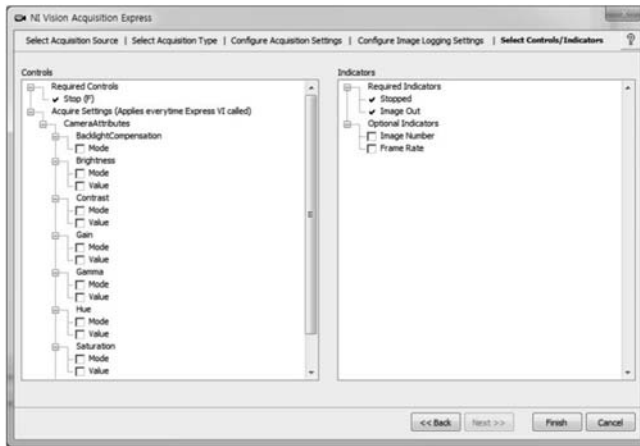 NI Vision Acquisition Express
Select Acquisition Source | Select Acquisition Type | Configure Acquisition Settings | Configure Image Logging Settings | Select Controls/Indicators
Controls
Required Controls
Stop (F)
Acquire Settings (Applies everytime Express VI called)
CameraAttributes
BacklightCompensation
Mode
Brightness
Mode
Value
Contrast
Mode
Value
Gain
Mode
Value
Gamma
Mode
Value
Hue
Mode
Value
Saturation
Mode
Value
Indicators
Required Indicators
Stopped
Image Out
Optional Indicators
Image Number
Frame Rate
<< Back
Next >>
Finish
Cancel